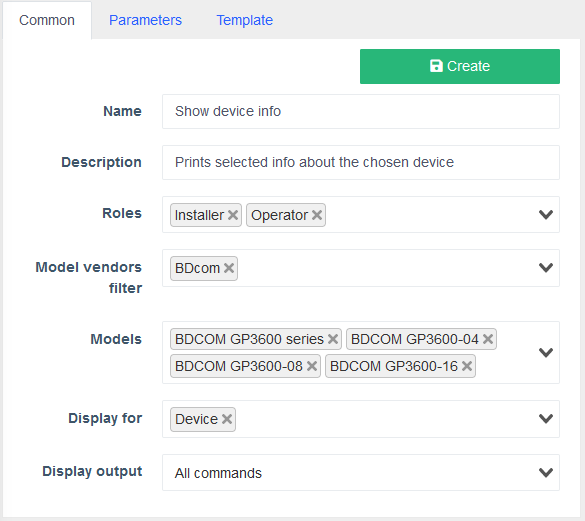 Common Parameters Template
Create
Name Show device info
Description Prints selected info about the chosen device
Roles Installer Operator
Model vendors
filter BDcom
Models BDCOM GP3600 series BDCOM GP3600-04
BDCOM GP3600-08 BDCOM GP3600-16
Display for Device
Display output All commands